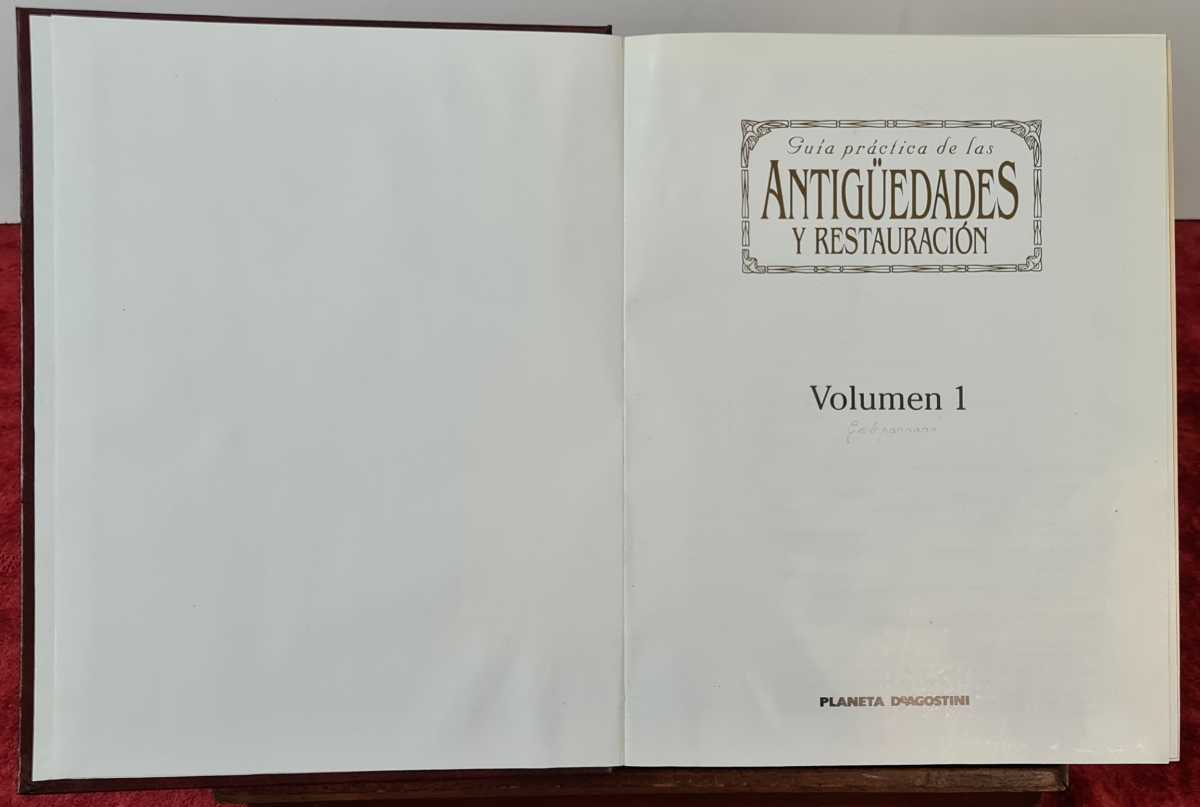 Guía práctica de las
ANTIGÜEDADES
Y RESTAURACIÓN
Volumen 1
PLANETA DeAGOSTINI